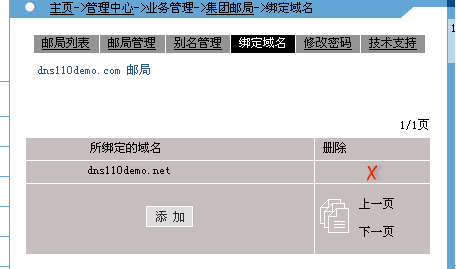 主页->管理中心->业务管理->集团邮局->绑定域名
邮局列表 邮局管理 别名管理 绑定域名 修改密码 技术支持
dns110demo.com 邮局
1/1页
所绑定的域名 删除
dns110demo.net
添 加
上一页
下一页